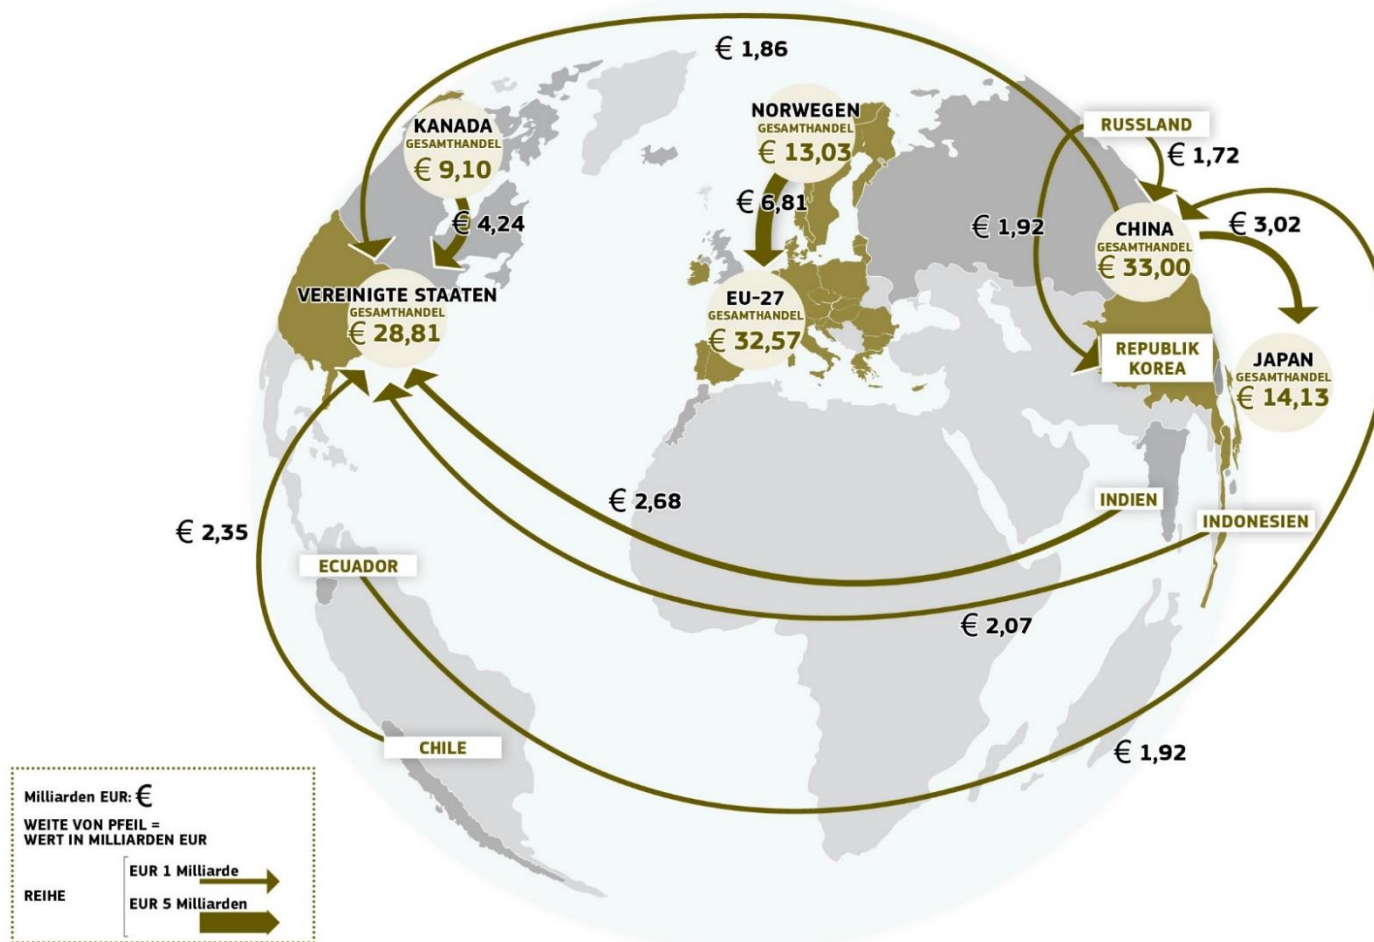 € 1,86
KANADA
GESAMTHANDEL
€ 9,10
€ 4,24
NORWEGEN
GESAMTHANDEL
€ 13,03
€ 6,81
RUSSLAND
€ 1,72
€ 1,92
CHINA
GESAMTHANDEL
€ 33,00
€ 3,02
VEREINIGTE STAATEN
GESAMTHANDEL
€ 28,81
EU-27
GESAMTHANDEL
€ 32,57
REPUBLIK
KOREA
JAPAN
GESAMTHANDEL
€ 14,13
€ 2,35
€ 2,68
INDIEN
INDONESIEN
ECUADOR
€ 2,07
CHILE
€ 1,92
Milliarden EUR: €
WEITE VON PFEIL =
WERT IN MILLIARDEN EUR
REIHE
EUR 1 Milliarde
EUR 5 Milliarden